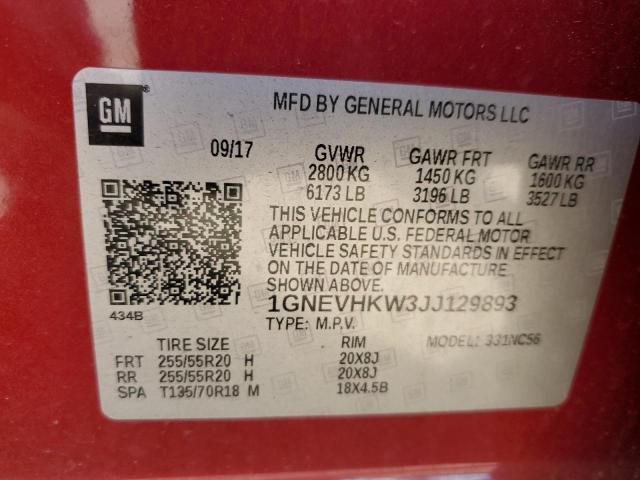 GM
MFD BY GENERAL MOTORS LLC
09/17
GVWR GAWR FRT GAWR RR
2800 KG 1450 KG 1600 KG
6173 LB 3196 LB 3527 LB
THIS VEHICLE CONFORMS TO ALL
APPLICABLE U.S. FEDERAL MOTOR
VEHICLE SAFETY STANDARDS IN EFFECT
ON THE DATE OF MANUFACTURE
SHOWN ABOVE.
1GNEVHKW3JJ129893
434B
TYPE: M.P.V. MODEL: 331NC56
TIRE SIZE RIM
FRT 255/55R20 H 20X8J
RR 255/55R20 H 20X8J
SPA T135/70R18 M 18X4.5B